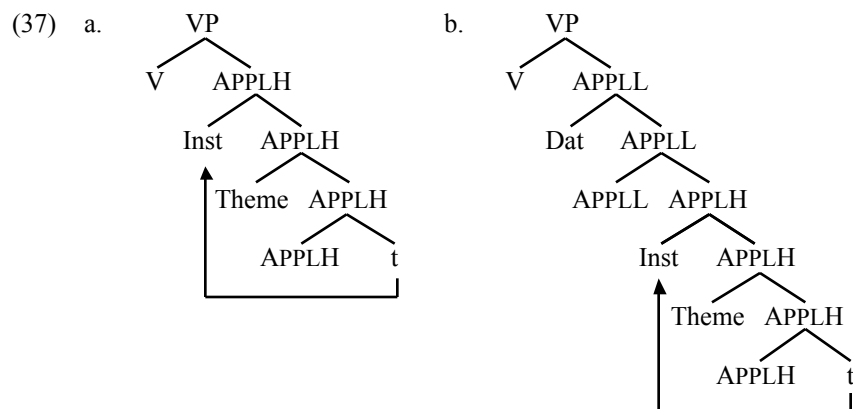 (37) a. VP b. VP
V APPLH V APPLL
Inst APPLH Dat APPLL
Theme APPLH APPLL APPLH
APPLH t Inst APPLH
Theme APPLH
APPLH t